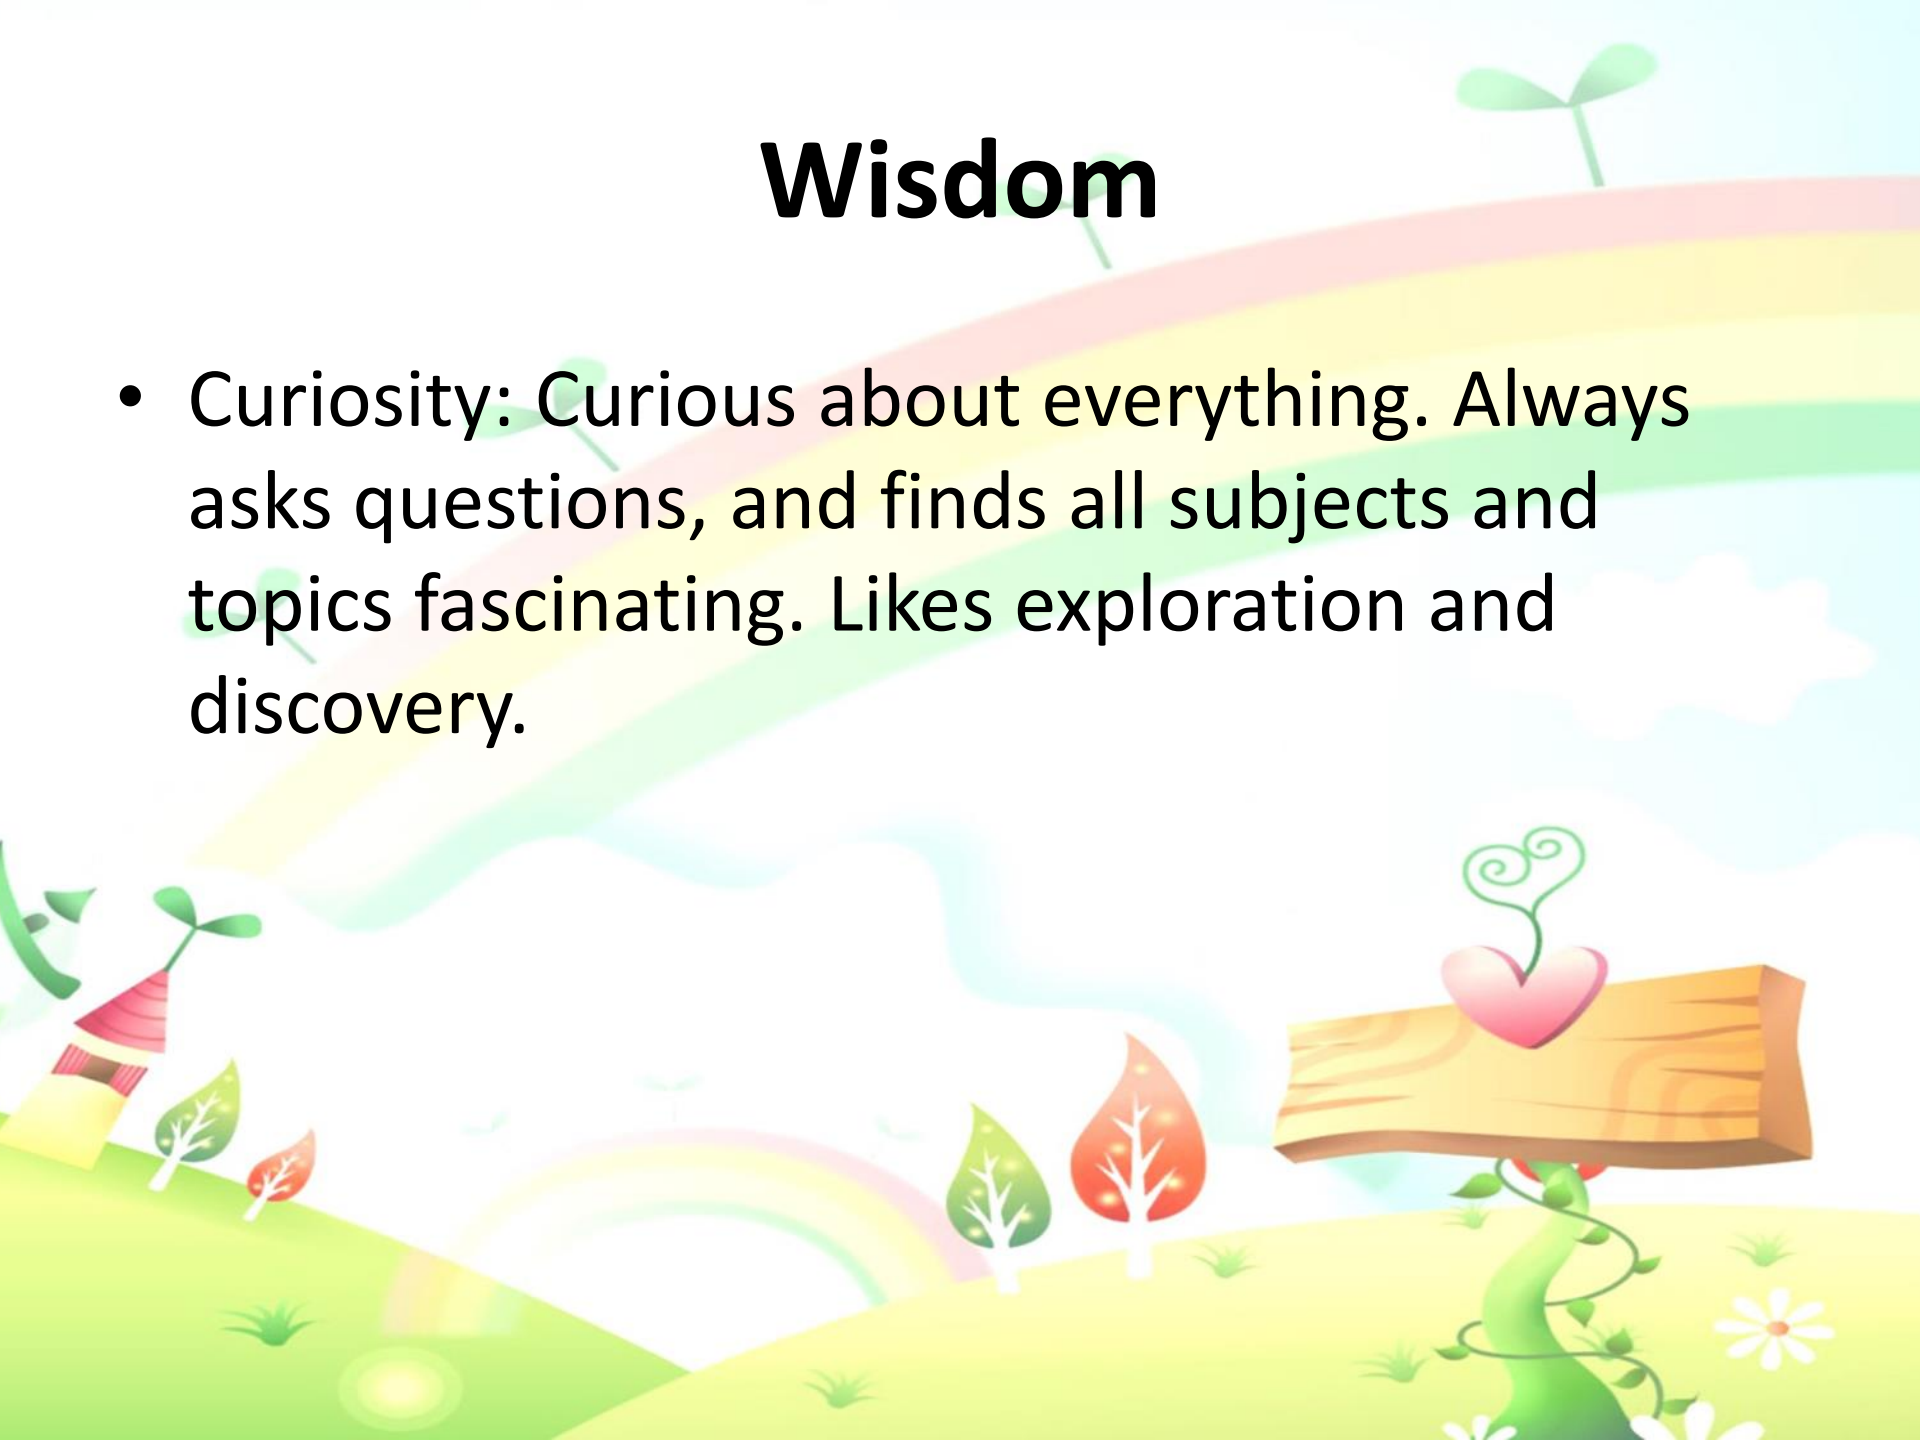 Wisdom
• Curiosity: Curious about everything. Always
asks questions, and finds all subjects and
topics fascinating. Likes exploration and
discovery.